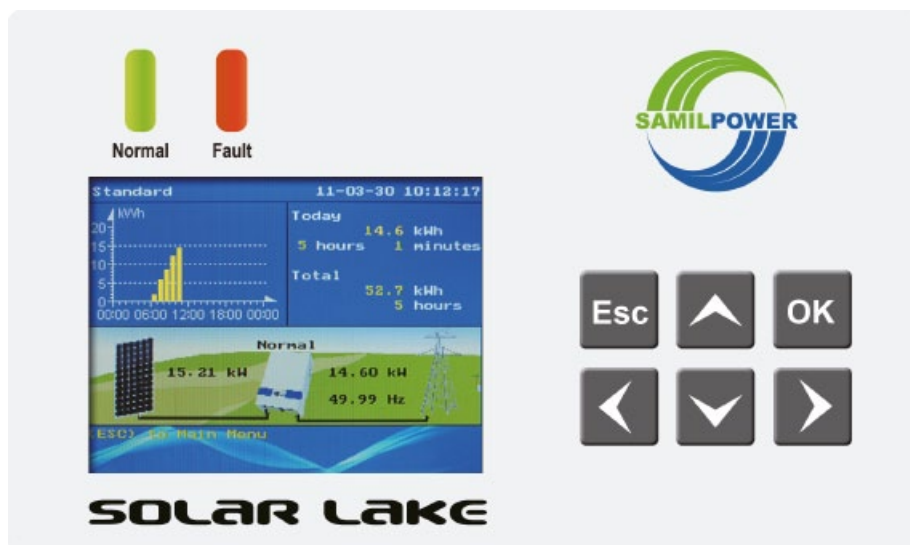 Normal Fault
SAMILPOWER
Standard 11-03-30 10:12:17
kWh
20
15
10
5
0
00:00 06:00 12:00 18:00 00:00
Today
14.6 kWh
5 hours 1 minutes
Total
52.7 kWh
5 hours
Normal
15.21 kW 14.60 kW
49.99 Hz
(ESC) to Main Menu
Esc OK
SOLAR LAKE